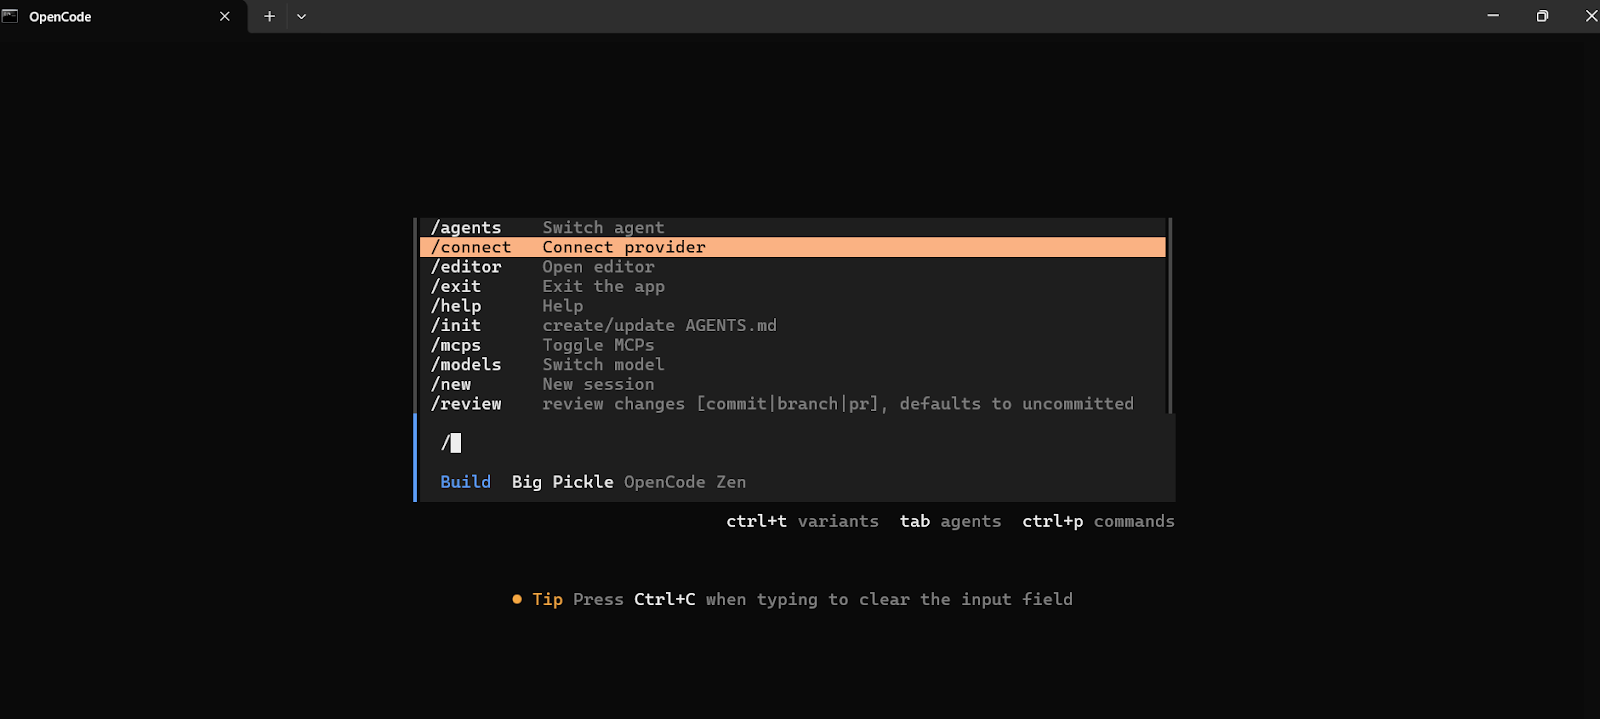 OpenCode
/agents Switch agent
/connect Connect provider
/editor Open editor
/exit Exit the app
/help Help
/init create/update AGENTS.md
/mcps Toggle MCPs
/models Switch model
/new New session
/review review changes [commit|branch|pr], defaults to uncommitted
/
Build Big Pickle OpenCode Zen
ctrl+t variants tab agents ctrl+p commands
● Tip Press Ctrl+C when typing to clear the input field